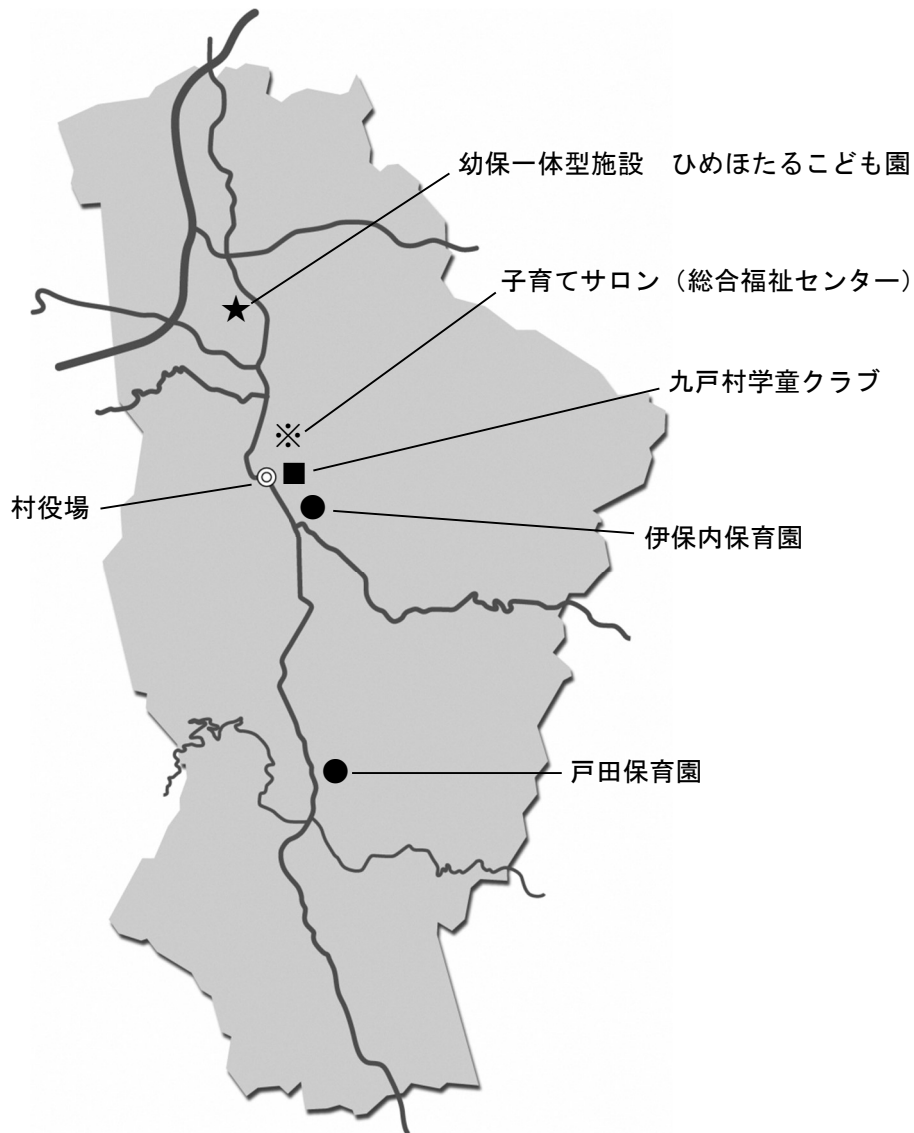 幼保一体型施設　ひめほたるこども園
子育てサロン（総合福祉センター）
九戸村学童クラブ
村役場
伊保内保育園
戸田保育園